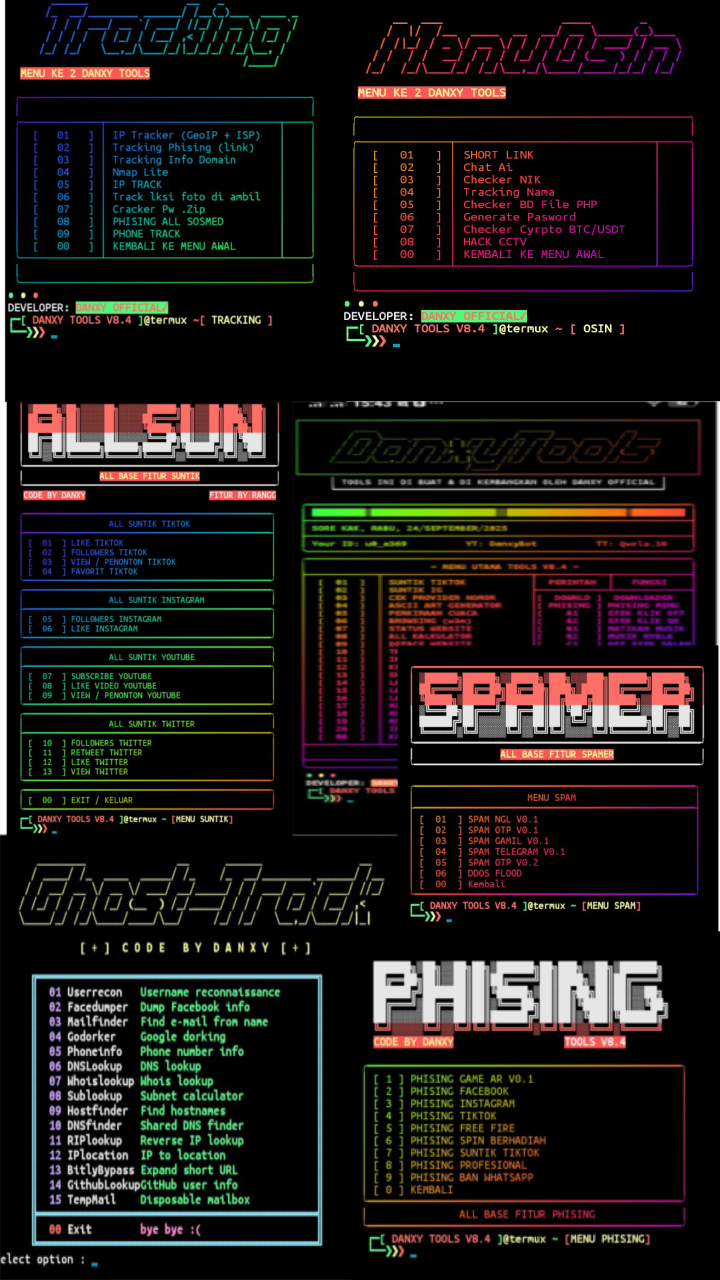 Tracking
MENU KE 2 DANXY TOOLS
[ 01 ] IP Tracker (GeoIP + ISP)
[ 02 ] Tracking Phising (link)
[ 03 ] Tracking Info Domain
[ 04 ] Nmap Lite
[ 05 ] IP TRACK
[ 06 ] Track lksi foto di ambil
[ 07 ] Cracker Pw .Zip
[ 08 ] PHISING ALL SOSMED
[ 09 ] PHONE TRACK
[ 00 ] KEMBALI KE MENU AWAL
DEVELOPER: DANXY OFFICIAL√
[ DANXY TOOLS V8.4 ]@termux ~[ TRACKING ]
MenuOsin
MENU KE 2 DANXY TOOLS
[ 01 ] SHORT LINK
[ 02 ] Chat Ai
[ 03 ] Checker NIK
[ 04 ] Tracking Nama
[ 05 ] Checker BD File PHP
[ 06 ] Generate Pasword
[ 07 ] Checker Cyrpto BTC/USDT
[ 08 ] HACK CCTV
[ 00 ] KEMBALI KE MENU AWAL
DEVELOPER: DANXY OFFICIAL√
[ DANXY TOOLS V8.4 ]@termux ~ [ OSIN ]
ALLSUN
ALL BASE FITUR SUNTIK
CODE BY DANXY FITUR BY RANGG
ALL SUNTIK TIKTOK
[ 01 ] LIKE TIKTOK
[ 02 ] FOLLOWERS TIKTOK
[ 03 ] VIEW / PENONTON TIKTOK
[ 04 ] FAVORIT TIKTOK
ALL SUNTIK INSTAGRAM
[ 05 ] FOLLOWERS INSTAGRAM
[ 06 ] LIKE INSTAGRAM
ALL SUNTIK YOUTUBE
[ 07 ] SUBSCRIBE YOUTUBE
[ 08 ] LIKE VIDEO YOUTUBE
[ 09 ] VIEW / PENONTON YOUTUBE
ALL SUNTIK TWITTER
[ 10 ] FOLLOWERS TWITTER
[ 11 ] RETWEET TWITTER
[ 12 ] LIKE TWITTER
[ 13 ] VIEW TWITTER
[ 00 ] EXIT / KELUAR
[ DANXY TOOLS V8.4 ]@termux ~ [MENU SUNTIK]
15:43
DanxyTools
TOOLS INI DI BUAT & DI KEMBANGKAN OLEH DANXY OFFICIAL
SORE KAK, RABU, 24/SEPTEMBER/2025
Your ID: u0_a369 YT: DanxyBot TT: Qwela.38
~ MENU UTAMA TOOLS V8.4 ~
PERINTAH FUNGSI
[ 01 ] SUNTIK TIKTOK
[ 02 ] SUNTIK IG
[ 03 ] CEK PROVIDER NOMOR [ DOWNLD ] DOWNLOADER
[ 04 ] ASCII ART GENERATOR [ PHISING ] PHISING MENU
[ 05 ] PERKIRAAN CUACA [ A1 ] EFEK KLIK OFF
[ 06 ] BROWSING (w3m) [ A2 ] EFEK KLIK ON
[ 07 ] STATUS WEBSITE [ B1 ] MATIKAN MUSIK
[ 08 ] ALL KALKULATOR [ B2 ] MUSIK NYALA
DEVELOPER:
DANXY TOOLS
SPAMER
ALL BASE FITUR SPAMER
MENU SPAM
[ 01 ] SPAM NGL V0.1
[ 02 ] SPAM OTP V0.1
[ 03 ] SPAM GAMIL V0.1
[ 04 ] SPAM TELEGRAM V0.1
[ 05 ] SPAM OTP V0.2
[ 06 ] DDOS FLOOD
[ 00 ] Kembali
[ DANXY TOOLS V8.4 ]@termux ~ [MENU SPAM]
Ghost-Track
[+] CODE BY DANXY [+]
01 Userrecon Username reconnaissance
02 Facedumper Dump Facebook info
03 Mailfinder Find e-mail from name
04 Godorker Google dorking
05 Phoneinfo Phone number info
06 DNSLookup DNS lookup
07 Whoislookup Whois lookup
08 Sublookup Subnet calculator
09 Hostfinder Find hostnames
10 DNSfinder Shared DNS finder
11 RIPlookup Reverse IP lookup
12 IPlocation IP to location
13 BitlyBypass Expand short URL
14 GithubLookupGitHub user info
15 TempMail Disposable mailbox
00 Exit bye bye :(
elect option :
PHISING
CODE BY DANXY TOOLS V8.4
[ 1 ] PHISING GAME AR V0.1
[ 2 ] PHISING FACEBOOK
[ 3 ] PHISING INSTAGRAM
[ 4 ] PHISING TIKTOK
[ 5 ] PHISING FREE FIRE
[ 6 ] PHISING SPIN BERHADIAH
[ 7 ] PHISING SUNTIK TIKTOK
[ 8 ] PHISING PROFESIONAL
[ 9 ] PHISING BAN WHATSAPP
[ 0 ] KEMBALI
ALL BASE FITUR PHISING
[ DANXY TOOLS V8.4 ]@termux ~ [MENU PHISING]